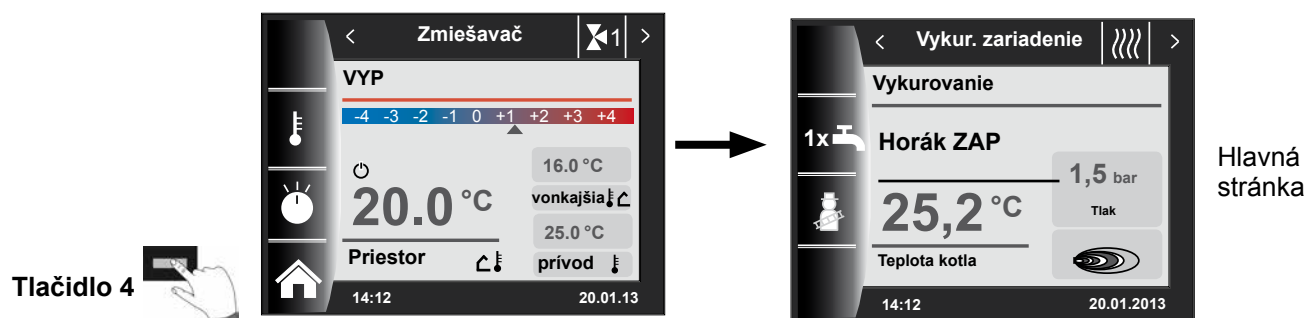 Tlačidlo 4
< Zmiešavač 1 >
VYP
-4 -3 -2 -1 0 +1 +2 +3 +4
16.0 °C
vonkajšia
20.0 °C
25.0 °C
Priestor
prívod
14:12 20.01.13
< Vykur. zariadenie >
Vykurovanie
1x
Horák ZAP
1,5 bar
Tlak
25,2 °C
Teplota kotla
14:12 20.01.2013
Hlavná
stránka